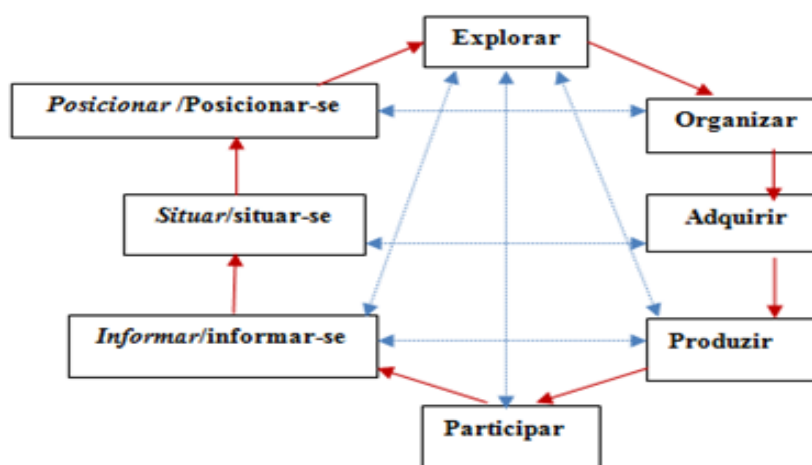 Explorar
Posicionar /Posicionar-se
Organizar
Situar/situar-se
Adquirir
Informar/informar-se
Produzir
Participar